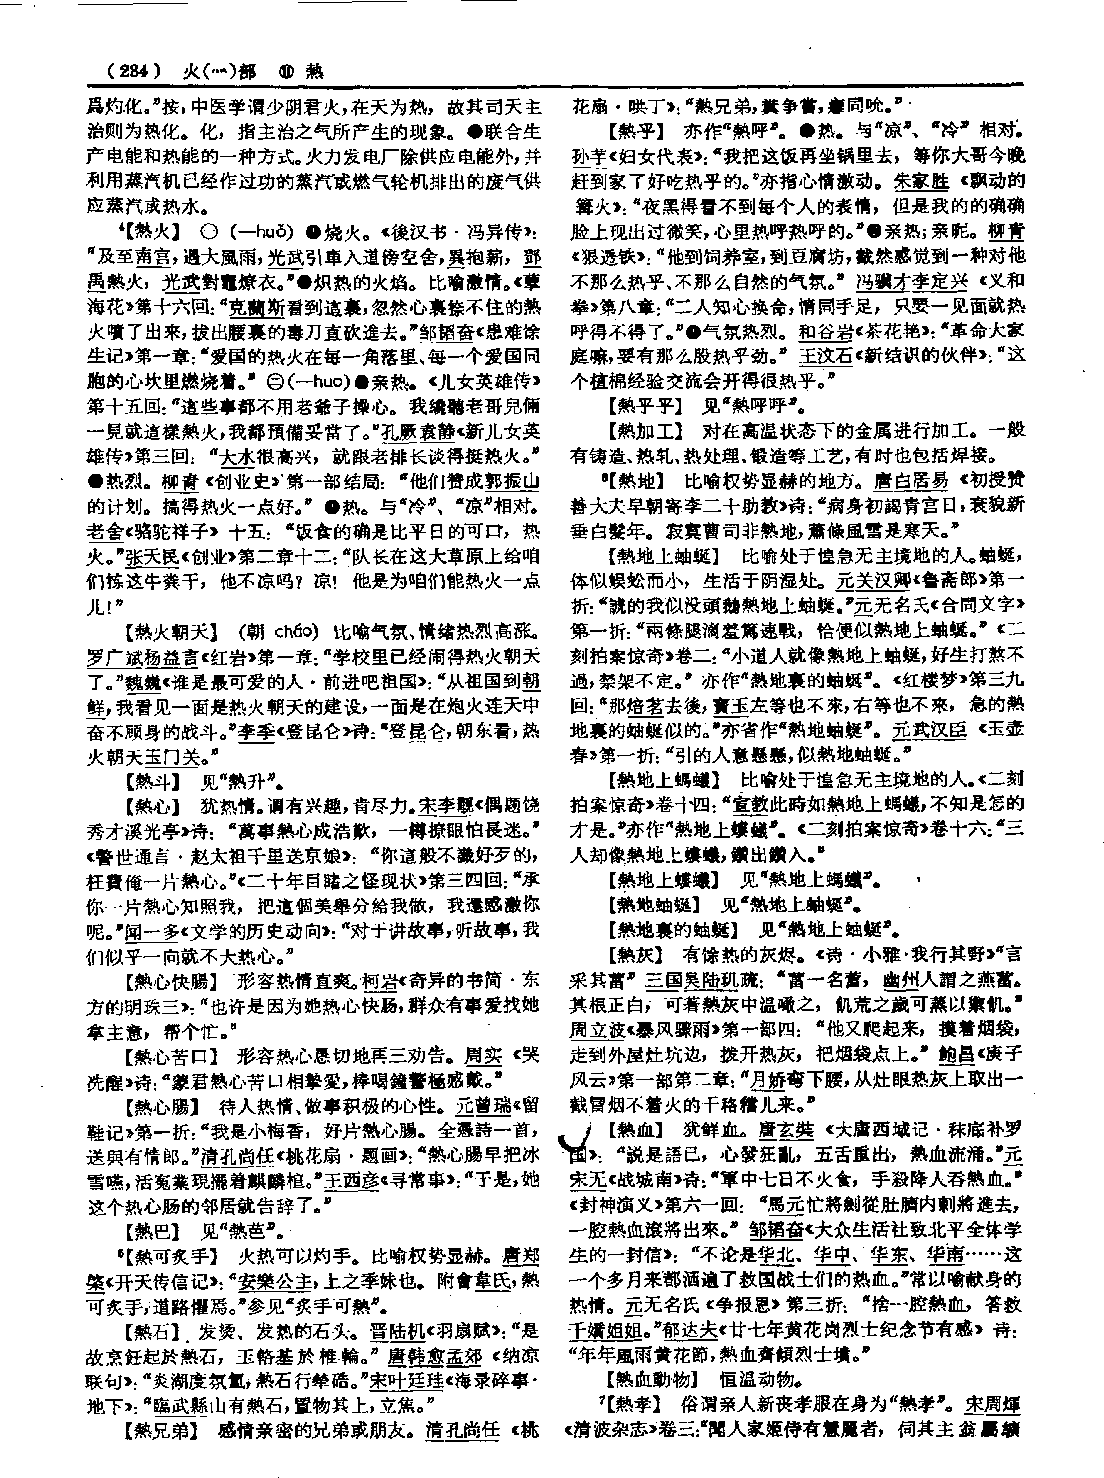 (234) 火(灬)部 ⑪ 熱
爲灼化。”按,中医学谓少阴君火,在天为热,故其司天主
治则为热化。化,指主治之气所产生的现象。●联合生
产电能和热能的一种方式。火力发电厂除供应电能外,并
利用蒸汽机已经作过功的蒸汽或燃气轮机排出的废气供
应蒸汽或热水。
⁴【熱火】 ㊀ (—huǒ) ❶烧火。《後汉书·冯异传》:
“及至南宫,遇大風雨,光武引車入道傍空舍,異抱薪,鄧
禹熱火,光武對竈燎衣。”●炽热的火焰。比喻激情。《孽
海花》第十六回:“克蘭斯看到這裏,忽然心裏捺不住的熱
火噴了出來,拔出腰裏的毒刀直砍進去。”邹韬奋《患难馀
生记》第一章:“爱国的热火在每一角落里、每一个爱国同
胞的心坎里燃烧着。” ㊁(—huo)●亲热。《儿女英雄传》
第十五回:“這些事都不用老爺子操心。我纔聽老哥兒倆
一見就這樣熱火,我都預備妥當了。”孔厥袁静《新儿女英
雄传》第三回: “大水很高兴, 就跟老排长谈得挺热火。”
●热烈。柳青《创业史》第一部结局: “他们赞成郭振山
的计划。搞得热火一点好。” ●热。与“冷”、“凉”相对。
老舍《骆驼祥子》 十五: “饭食的确是比平日的可口, 热
火。”张天民《创业》第二章十二:“队长在这大草原上给咱
们拣这牛粪干, 他不凉吗? 凉! 他是为咱们能热火一点
儿!”
【熱火朝天】 (朝 cháo) 比喻气氛、情绪热烈高涨。
罗广斌杨益言《红岩》第一章:“学校里已经闹得热火朝天
了。”魏巍《谁是最可爱的人·前进吧祖国》:“从祖国到朝
鲜,我看见一面是热火朝天的建设,一面是在炮火连天中
奋不顾身的战斗。”李季《登昆仑》诗:“登昆仑,朝东看,热
火朝天玉门关。”
【熱斗】 见“熱升”。
【熱心】 犹热情。谓有兴趣,肯尽力。宋李覯《偶题饶
秀才溪光亭》诗: “萬事熱心成浩歎,一樽撩眼怕長迷。”
《警世通言·赵太祖千里送京娘》: “你這般不識好歹的,
枉費俺一片熱心。”《二十年目睹之怪现状》第三四回:“承
你一片熱心知照我, 把這個美舉分給我做, 我還感激你
呢。”闻一多《文学的历史动向》:“对于讲故事,听故事,我
们似乎一向就不大热心。”
【熱心快腸】 形容热情直爽。柯岩《奇异的书简·东
方的明珠三》:“也许是因为她热心快肠,群众有事爱找她
拿主意, 帮个忙。”
【熱心苦口】 形容热心恳切地再三劝告。周实 《哭
洗醒》诗:“蒙君熱心苦口相摯愛,棒喝鐘警極感戴。”
【熱心腸】 待人热情、做事积极的心性。元曾瑞《留
鞋记》第一折:“我是小梅香, 好片熱心腸。全憑詩一首,
送與有情郎。”清孔尚任《桃花扇·题画》:“熱心腸早把冰
雪嚥,活冤業現擺着麒麟楦。”王西彦《寻常事》:“于是,她
这个热心肠的邻居就告辞了。”
【熱巴】 见“熱芭”。
⁶【熱可炙手】 火热可以灼手。比喻权势显赫。唐郑
棨《开天传信记》:“安樂公主,上之季妹也。附會韋氏,熱
可炙手,道路懼焉。”参见“炙手可熱”。
【熱石】 发烫、发热的石头。晋陆机《羽扇赋》:“是
故烹飪起於熱石, 玉輅基於椎輪。” 唐韩愈孟郊 《纳凉
联句》:“炎湖度氛氳,熱石行犖硞。”宋叶廷珪《海录碎事·
地下》:“臨武縣山有熱石,置物其上,立焦。”
【熱兄弟】 感情亲密的兄弟或朋友。清孔尚任 《桃
花扇·哄丁》:“熱兄弟,糞爭嘗,癰同吮。”
【熱乎】 亦作“熱呼”。●热。与“凉”、“冷” 相对。
孙芋《妇女代表》:“我把这饭再坐锅里去, 等你大哥今晚
赶到家了好吃热乎的。”亦指心情激动。朱家胜 《飘动的
篝火》:“夜黑得看不到每个人的表情, 但是我的的确确
脸上现出过微笑,心里热呼热呼的。”●亲热;亲昵。柳青
《狠透铁》:“他到饲养室,到豆腐坊,截然感觉到一种对他
不那么热乎、不那么自然的气氛。” 冯骥才李定兴 《义和
拳》第八章:“二人知心换命,情同手足, 只要一见面就热
呼得不得了。”●气氛热烈。和谷岩《茶花艳》:“革命大家
庭嘛,要有那么股热乎劲。” 王汶石《新结识的伙伴》:“这
个植棉经验交流会开得很热乎。”
【熱乎乎】 见“熱呼呼”。
【熱加工】 对在高温状态下的金属进行加工。一般
有铸造、热轧、热处理、锻造等工艺,有时也包括焊接。
⁶【熱地】 比喻权势显赫的地方。唐白居易 《初授赞
善大夫早朝寄李二十助教》诗:“病身初謁青宫日,衰貌新
垂白髮年。寂寞曹司非熱地,蕭條風雪是寒天。”
【熱地上蚰蜒】 比喻处于惶急无主境地的人。蚰蜒,
体似蜈蚣而小, 生活于阴湿处。元关汉卿《鲁斋郎》第一
折:“諕的我似没頭鵝熱地上蚰蜒。”元无名氏《合同文字》
第一折:“兩條腿滴羞篤速戰, 恰便似熱地上蚰蜒。” 《二
刻拍案惊奇》卷二:“小道人就像熱地上蚰蜒,好生打熬不
過,禁架不定。” 亦作“熱地裏的蚰蜒”。《红楼梦》第三九
回:“那焙茗去後,寶玉左等也不來,右等也不來, 急的熱
地裏的蚰蜒似的。”亦省作“熱地蚰蜒”。元武汉臣 《玉壶
春》第一折:“引的人意懸懸,似熱地蚰蜒。”
【熱地上螞蟻】 比喻处于惶急无主境地的人。《二刻
拍案惊奇》卷十四:“宣教此時如熱地上螞蟻,不知是怎的
才是。”亦作“熱地上螻蟻”。《二刻拍案惊奇》卷十六:“三
人却像熱地上螻蟻,鑽出鑽入。”
【熱地上螻蟻】 见“熱地上螞蟻”。
【熱地蚰蜒】 见“熱地上蚰蜒”。
【熱地裏的蚰蜒】 见“熱地上蚰蜒”。
【熱灰】 有馀热的灰烬。《诗·小雅·我行其野》“言
采其葍” 三国吴陆玑疏: “葍一名䔰, 幽州人謂之燕葍。
其根正白, 可着熱灰中温噉之, 飢荒之歲可蒸以禦飢。”
周立波《暴风骤雨》第一部四: “他又爬起来, 摸着烟袋,
走到外屋灶坑边, 拨开热灰, 把烟袋点上。” 鲍昌《庚子
风云》第一部第二章:“月娇弯下腰,从灶眼热灰上取出一
截冒烟不着火的干秫稭儿来。”
【熱血】 犹鲜血。唐玄奘 《大唐西域记·秣底补罗
国》: “說是語已, 心發狂亂, 五舌重出, 熱血流涌。”元
宋无《战城南》诗:“軍中七日不火食, 手殺降人吞熱血。”
《封神演义》第六一回: “馬元忙將劍從肚臍内刺將進去,
一腔熱血滾將出來。” 邹韬奋《大众生活社致北平全体学
生的一封信》: “不论是华北、华中、华东、华南……这
一个多月来都洒遍了救国战士们的热血。”常以喻献身的
热情。元无名氏《争报恩》第三折: “捨一腔熱血, 答救
千嬌姐姐。”郁达夫《廿七年黄花岗烈士纪念节有感》 诗:
“年年風雨黄花節,熱血齊傾烈士墳。”
【熱血動物】 恒温动物。
⁷【熱孝】 俗谓亲人新丧孝服在身为“熱孝”。宋周煇
《清波杂志》卷三:“聞人家姬侍有慧麗者, 伺其主翁屬纊